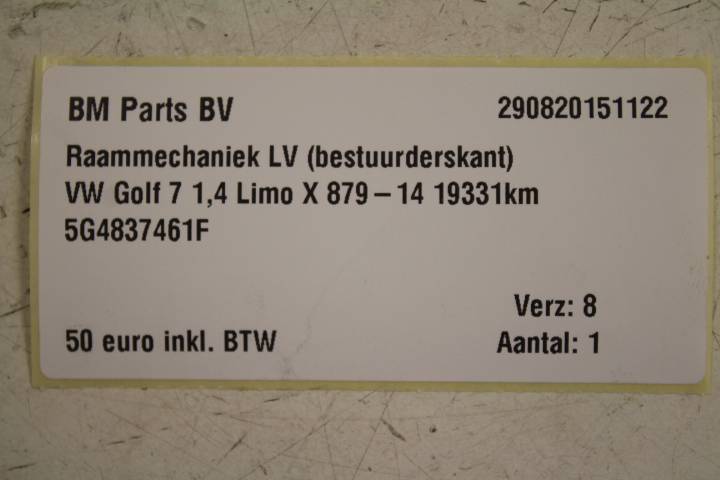 BM Parts BV 290820151122
Raammechaniek LV (bestuurderskant)
VW Golf 7 1,4 Limo X 879 – 14 19331km
5G4837461F
Verz: 8
50 euro inkl. BTW Aantal: 1